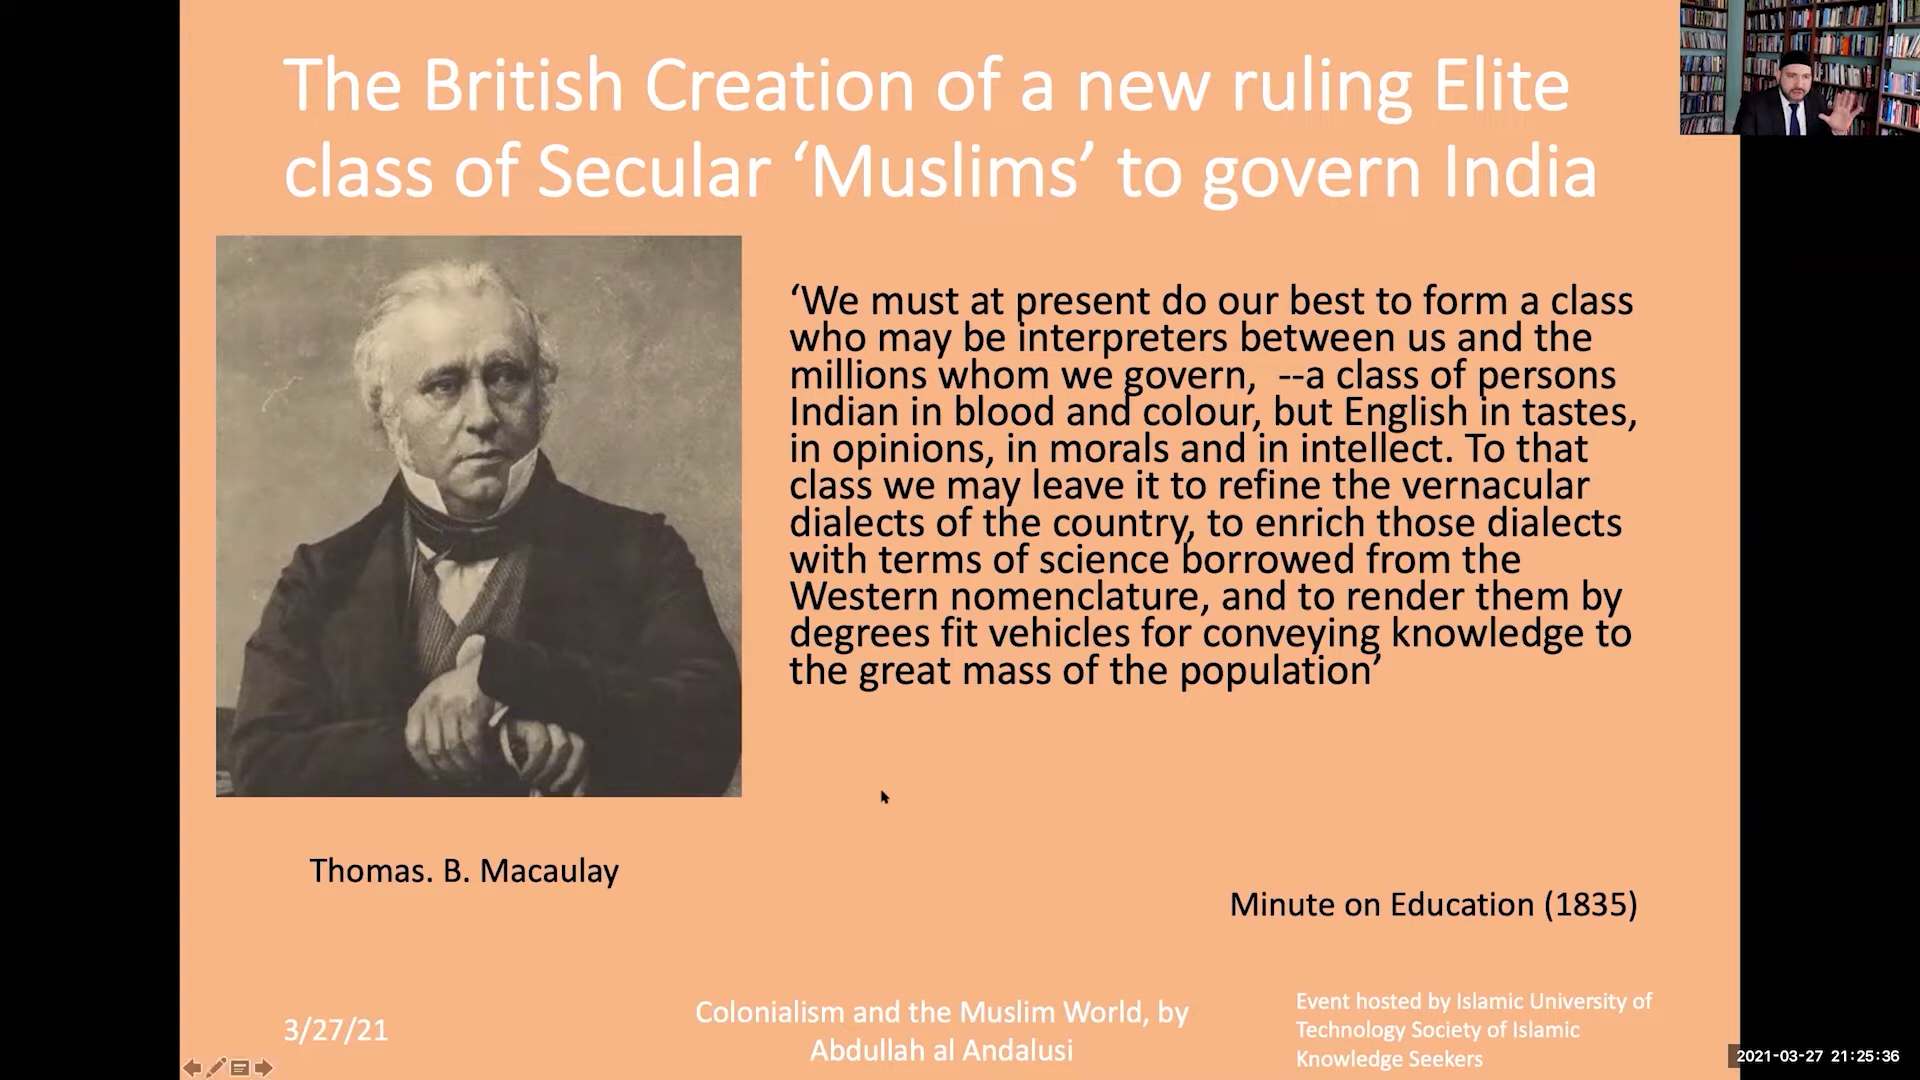 The British Creation of a new ruling Elite
class of Secular ‘Muslims’ to govern India
‘We must at present do our best to form a class
who may be interpreters between us and the
millions whom we govern,  --a class of persons
Indian in blood and colour, but English in tastes,
in opinions, in morals and in intellect. To that
class we may leave it to refine the vernacular
dialects of the country, to enrich those dialects
with terms of science borrowed from the
Western nomenclature, and to render them by
degrees fit vehicles for conveying knowledge to
the great mass of the population’
Thomas. B. Macaulay
Minute on Education (1835)
3/27/21
Colonialism and the Muslim World, by
Abdullah al Andalusi
Event hosted by Islamic University of
Technology Society of Islamic
Knowledge Seekers
2021-03-27 21:25:36